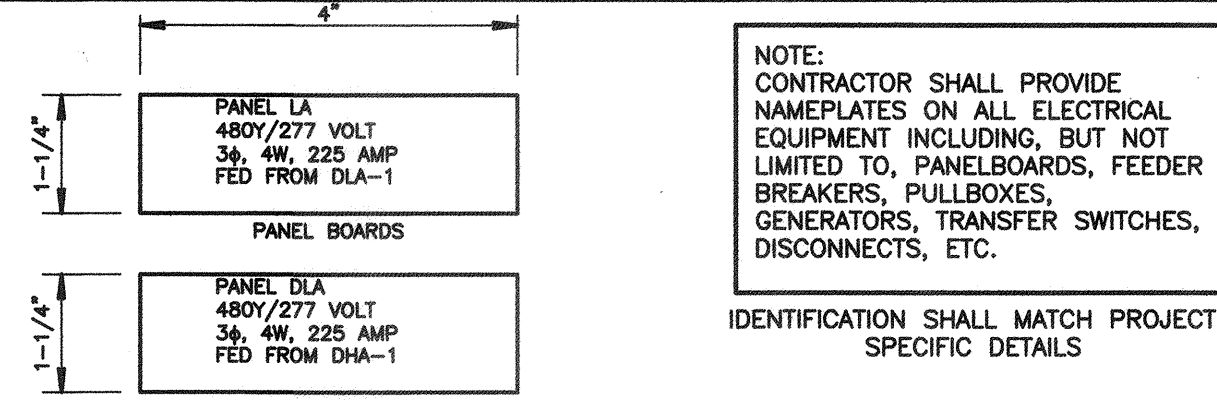 4"
1-1/4"
PANEL LA
480Y/277 VOLT
3ϕ, 4W, 225 AMP
FED FROM DLA-1
PANEL BOARDS
1-1/4"
PANEL DLA
480Y/277 VOLT
3ϕ, 4W, 225 AMP
FED FROM DHA-1
NOTE:
CONTRACTOR SHALL PROVIDE
NAMEPLATES ON ALL ELECTRICAL
EQUIPMENT INCLUDING, BUT NOT
LIMITED TO, PANELBOARDS, FEEDER
BREAKERS, PULLBOXES,
GENERATORS, TRANSFER SWITCHES,
DISCONNECTS, ETC.
IDENTIFICATION SHALL MATCH PROJECT
SPECIFIC DETAILS